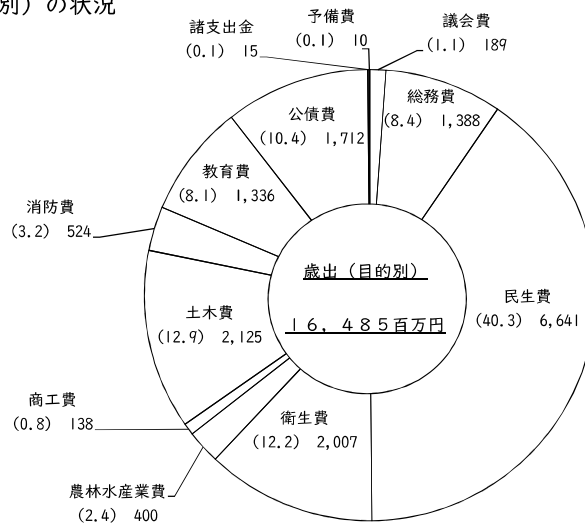 別）の状況
予備費
(0.1) 10
議会費
(1.1) 189
諸支出金
(0.1) 15
総務費
(8.4) 1,388
公債費
(10.4) 1,712
教育費
(8.1) 1,336
消防費
(3.2) 524
歳出（目的別）
１６，４８５百万円
民生費
(40.3) 6,641
土木費
(12.9) 2,125
商工費
(0.8) 138
衛生費
(12.2) 2,007
農林水産業費
(2.4) 400